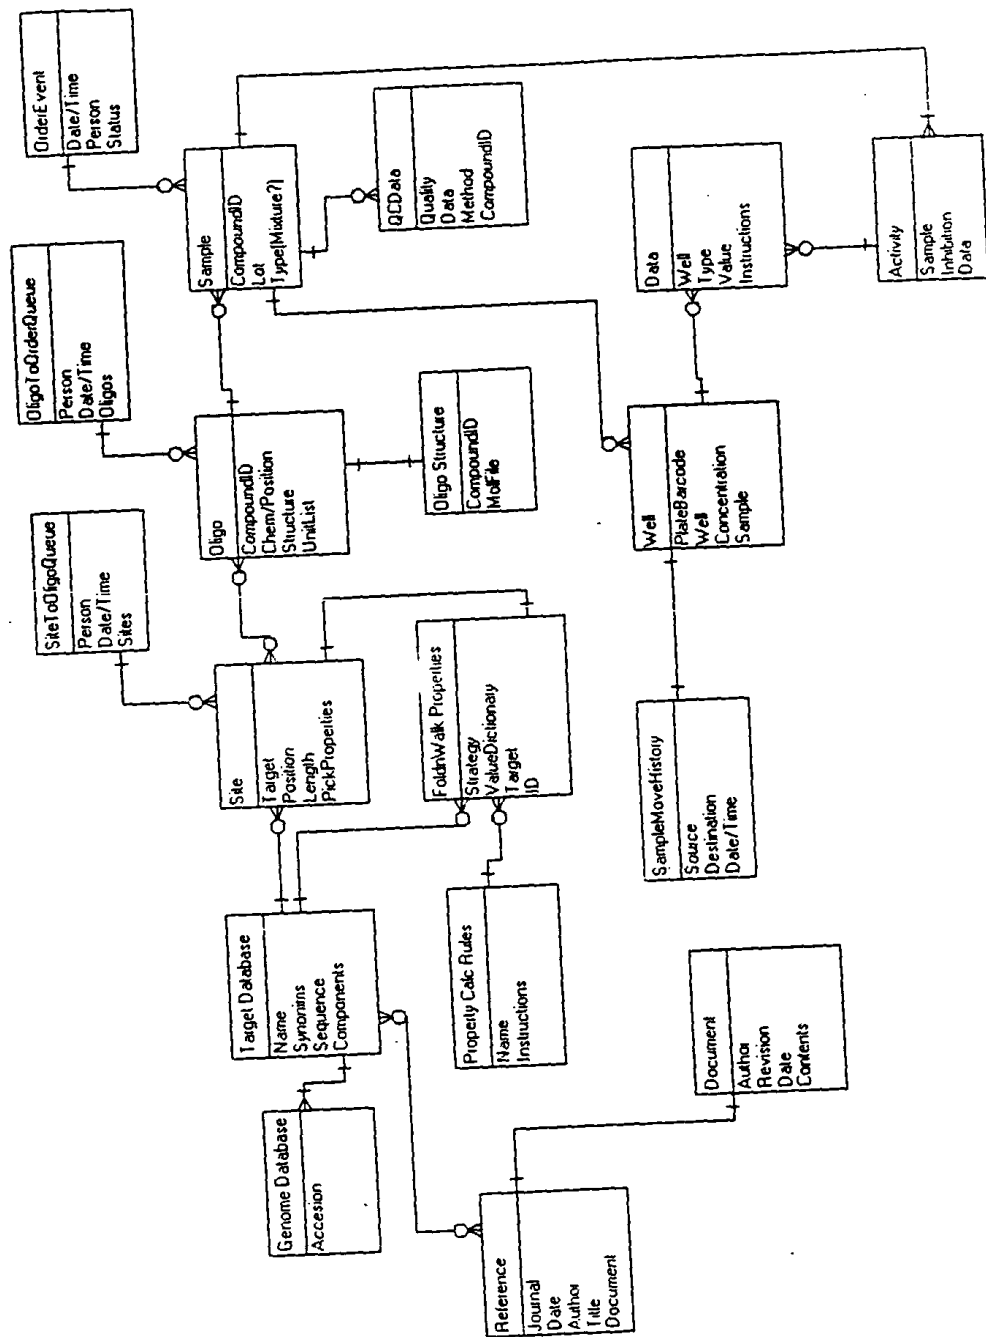 OrderEvent
Date/Time
Person
Status
OligoToOrderQueue
Person
Date/Time
Oligos
SiteToOligoQueue
Person
Date/Time
Sites
Sample
CompoundID
Lot
Type[Mixture?]
QCData
Quality
Data
Method
CompoundID
Oligo
CompoundID
Chem/Position
Structure
UnitList
Oligo Structure
CompoundID
MolFile
Site
Target
Position
Length
PickProperties
FoldnWalk Properties
Strategy
ValueDictionary
Target
ID
Target Database
Name
Synonims
Sequence
Components
Genome Database
Accesion
Property Calc Rules
Name
Instructions
Reference
Journal
Date
Author
Title
Document
Document
Author
Revision
Date
Contents
SampleMoveHistory
Source
Destination
Date/Time
Well
PlateBarcode
Well
Concentration
Sample
Data
Well
Type
Value
Instructions
Activity
Sample
Inhibition
Data